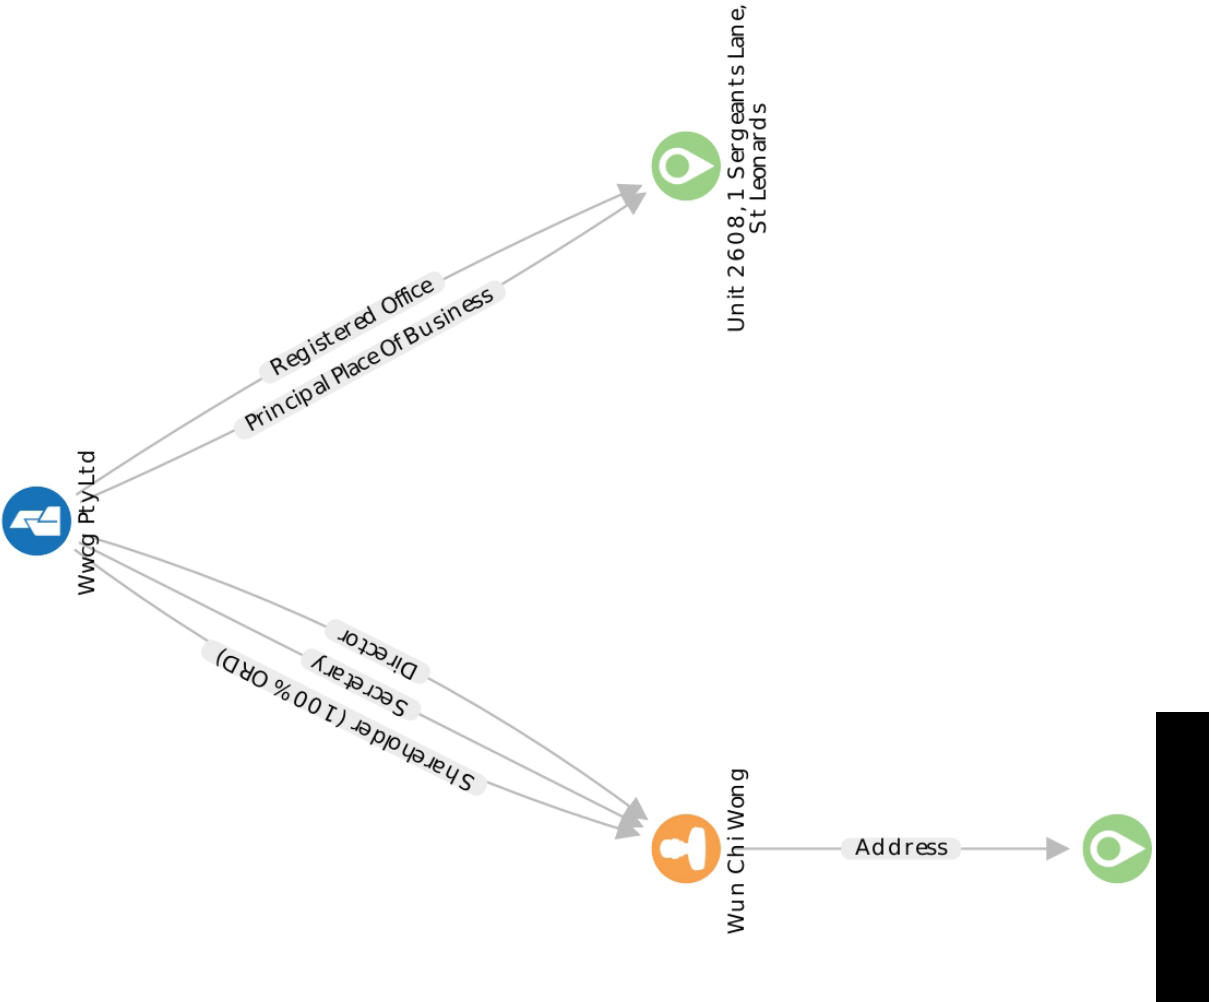 Unit 2608, 1 Sergeants Lane,
St Leonards
Registered Office
Principal Place Of Business
Wwcg Pty Ltd
Director
Secretary
Shareholder (100% ORD)
Wun Chi Wong
Address